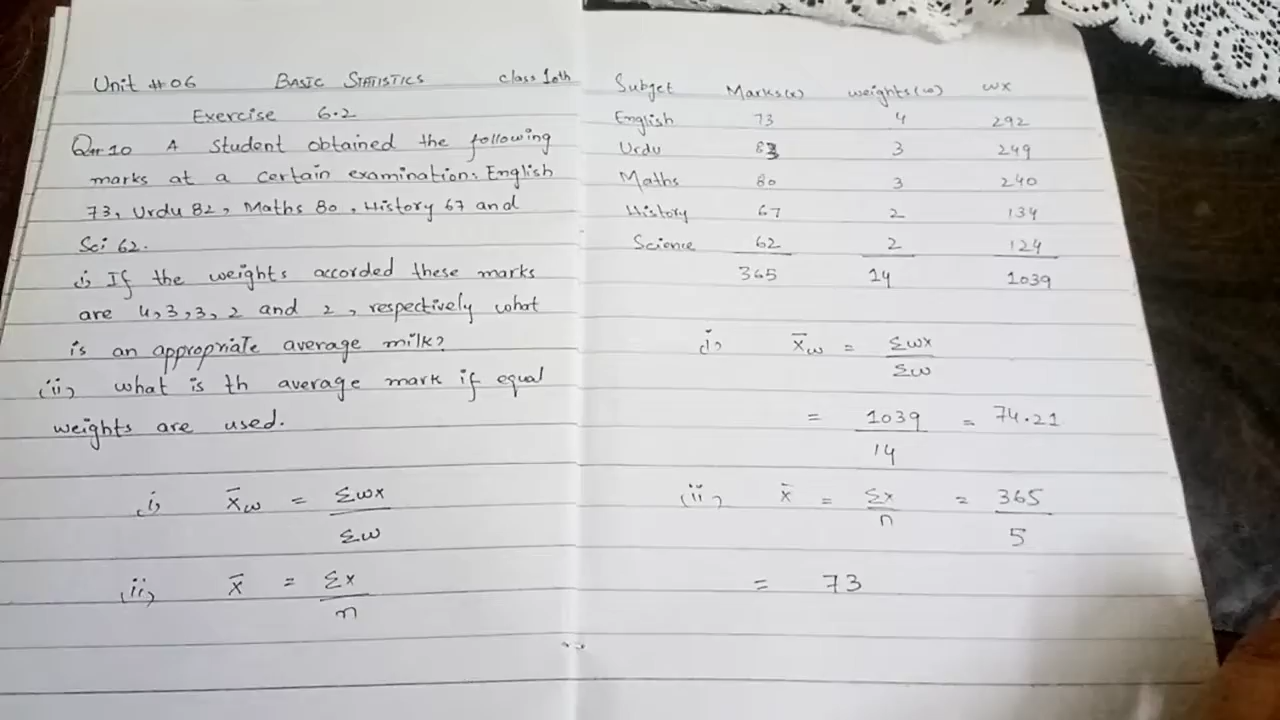 Unit # 06 BASIC STATISTICS class 10th
Exercise 6.2
Q# 10 A student obtained the following
marks at a certain examination: English
73, Urdu 82, Maths 80, History 67 and
Sci 62.
i, If the weights accorded these marks
are 4,3,3,2 and 2, respectively what
is an appropriate average milk?
(ii, what is th average mark if equal
weights are used.
i, x̄w = Σwx / Σw
(ii, x̄ = Σx / n
Subjet Marks(x) weights(w) wx
English 73 4 292
Urdu 83 3 249
Maths 80 3 240
History 67 2 134
Science 62 2 124
365 14 1039
i, x̄w = Σwx / Σw
= 1039 / 14 = 74.21
(ii, x̄ = Σx / n = 365 / 5
= 73